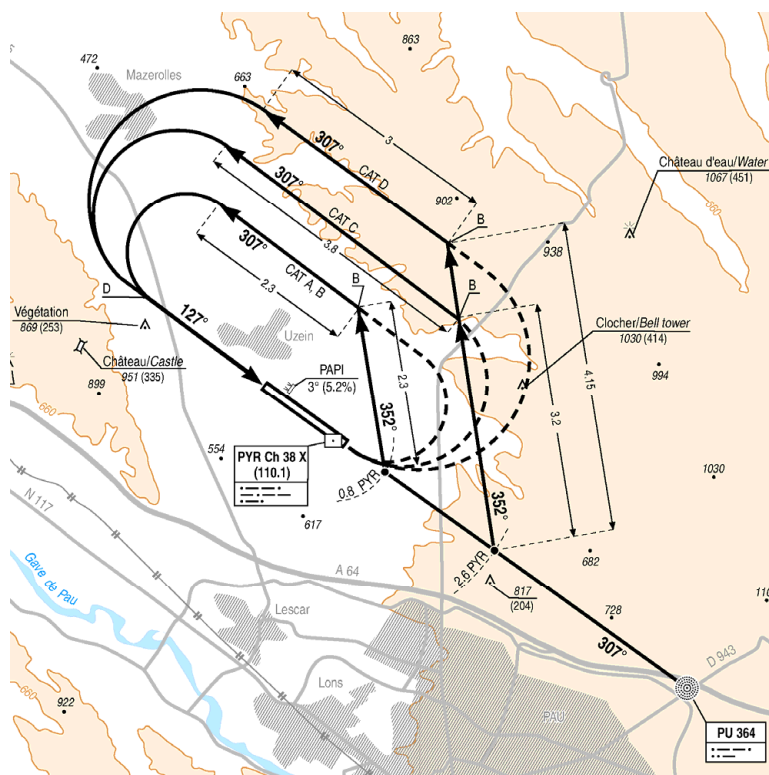 863
472
Mazerolles
663
3
307°
CAT D
Château d'eau/Water
1067 (451)
660
902
B
307°
CAT C
3.8
938
307°
CAT A, B
2.3
B
B
D
127°
Végétation
869 (253)
Uzein
Clocher/Bell tower
1030 (414)
Château/Castle
951 (335)
PAPI
3° (5.2%)
899
660
2.3
4.15
994
3.2
352°
PYR Ch 38 X
(110.1)
554
0.8 PYR
1030
617
352°
N 117
2.6 PYR
682
A 64
817
(204)
Gave de Pau
Lescar
728
307°
D 943
Lons
660
922
PAU
PU 364